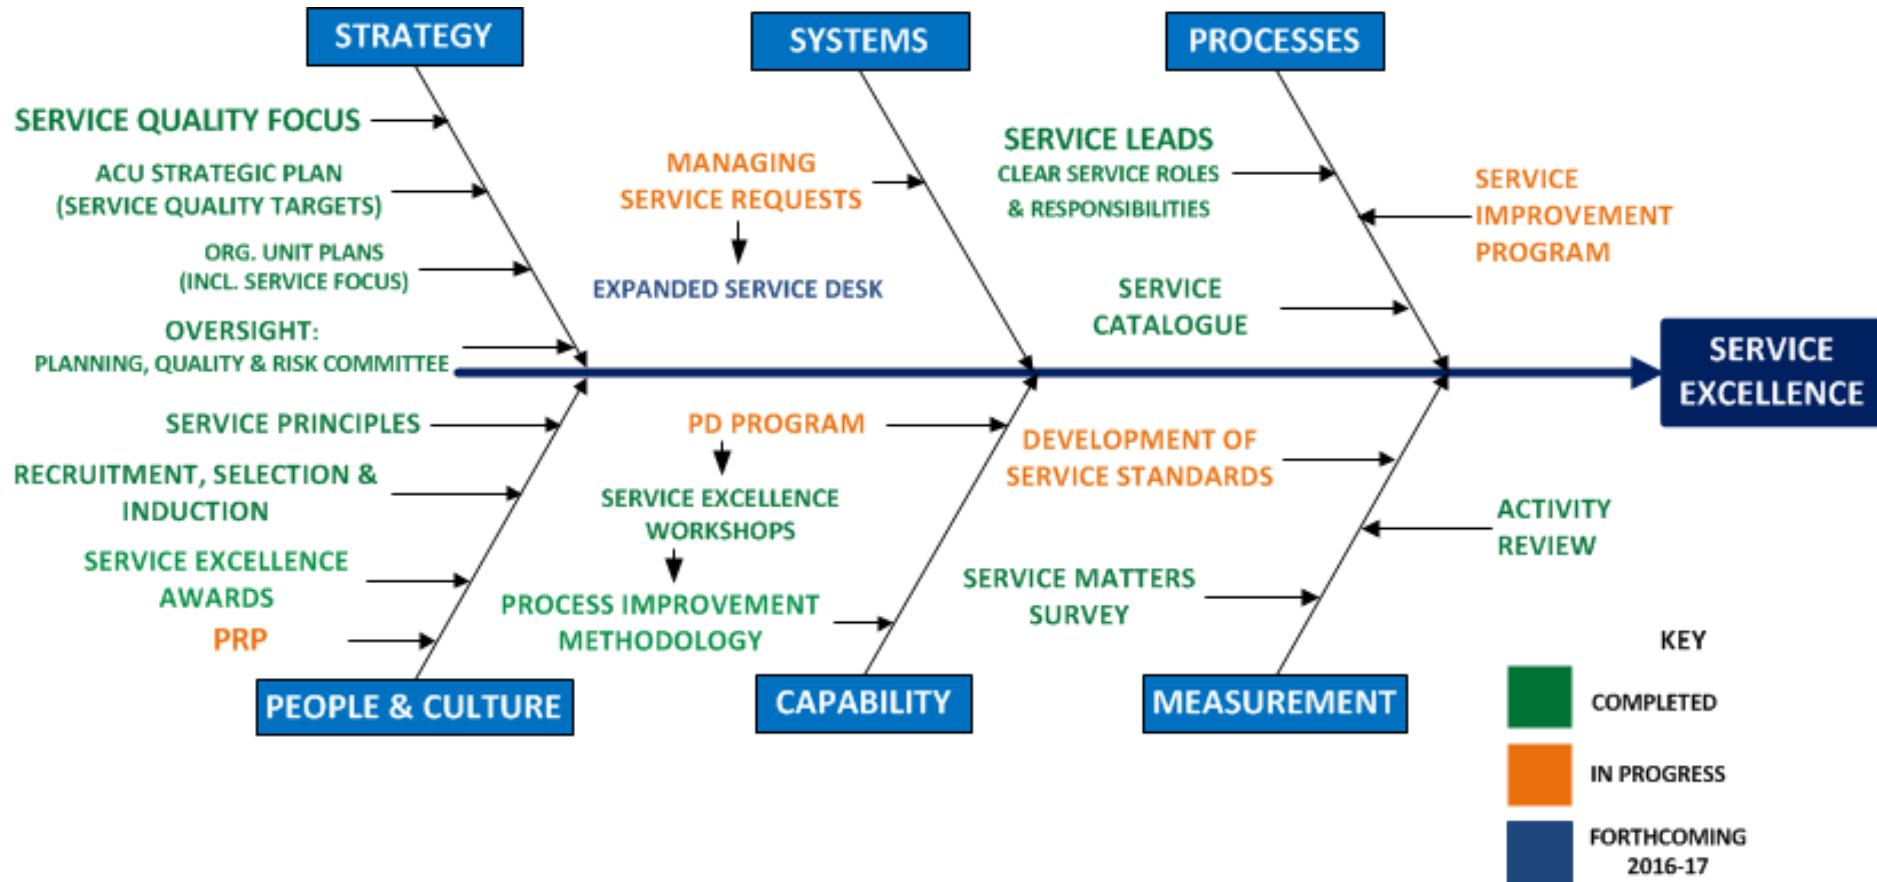 STRATEGY
SYSTEMS
PROCESSES
SERVICE QUALITY FOCUS
ACU STRATEGIC PLAN
(SERVICE QUALITY TARGETS)
ORG. UNIT PLANS
(INCL. SERVICE FOCUS)
OVERSIGHT:
PLANNING, QUALITY & RISK COMMITTEE
MANAGING
SERVICE REQUESTS
EXPANDED SERVICE DESK
SERVICE LEADS
CLEAR SERVICE ROLES
& RESPONSIBILITIES
SERVICE
CATALOGUE
SERVICE
IMPROVEMENT
PROGRAM
SERVICE
EXCELLENCE
SERVICE PRINCIPLES
RECRUITMENT, SELECTION &
INDUCTION
SERVICE EXCELLENCE
AWARDS
PRP
PD PROGRAM
SERVICE EXCELLENCE
WORKSHOPS
PROCESS IMPROVEMENT
METHODOLOGY
DEVELOPMENT OF
SERVICE STANDARDS
SERVICE MATTERS
SURVEY
ACTIVITY
REVIEW
PEOPLE & CULTURE
CAPABILITY
MEASUREMENT
KEY
COMPLETED
IN PROGRESS
FORTHCOMING
2016-17